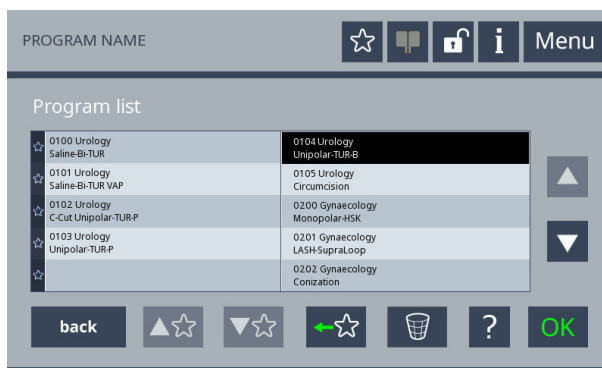 PROGRAM NAME
i
Menu
Program list
0100 Urology
Saline-Bi-TUR
0101 Urology
Saline-Bi-TUR VAP
0102 Urology
C-Cut Unipolar-TUR-P
0103 Urology
Unipolar-TUR-P
0104 Urology
Unipolar-TUR-B
0105 Urology
Circumcision
0200 Gynaecology
Monopolar-HSK
0201 Gynaecology
LASH-SupraLoop
0202 Gynaecology
Conization
back
?
OK